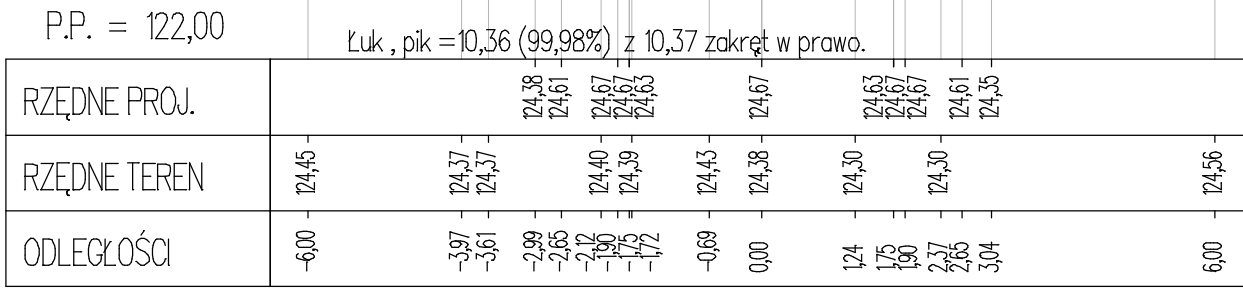 P.P. = 122,00
Łuk , pik =10,36 (99,98%) z 10,37 zakręt w prawo.
RZĘDNE PROJ. 124,38 124,61 124,67 124,67 124,63 124,67 124,63 124,67 124,67 124,61 124,35
RZĘDNE TEREN 124,45 124,37 124,37 124,40 124,39 124,43 124,38 124,30 124,30 124,56
ODLEGŁOŚCI -6,00 -3,97 -3,61 -2,99 -2,65 -2,12 -1,90 -1,75 -1,72 -0,69 0,00 1,24 1,75 1,90 2,37 2,65 3,04 6,00